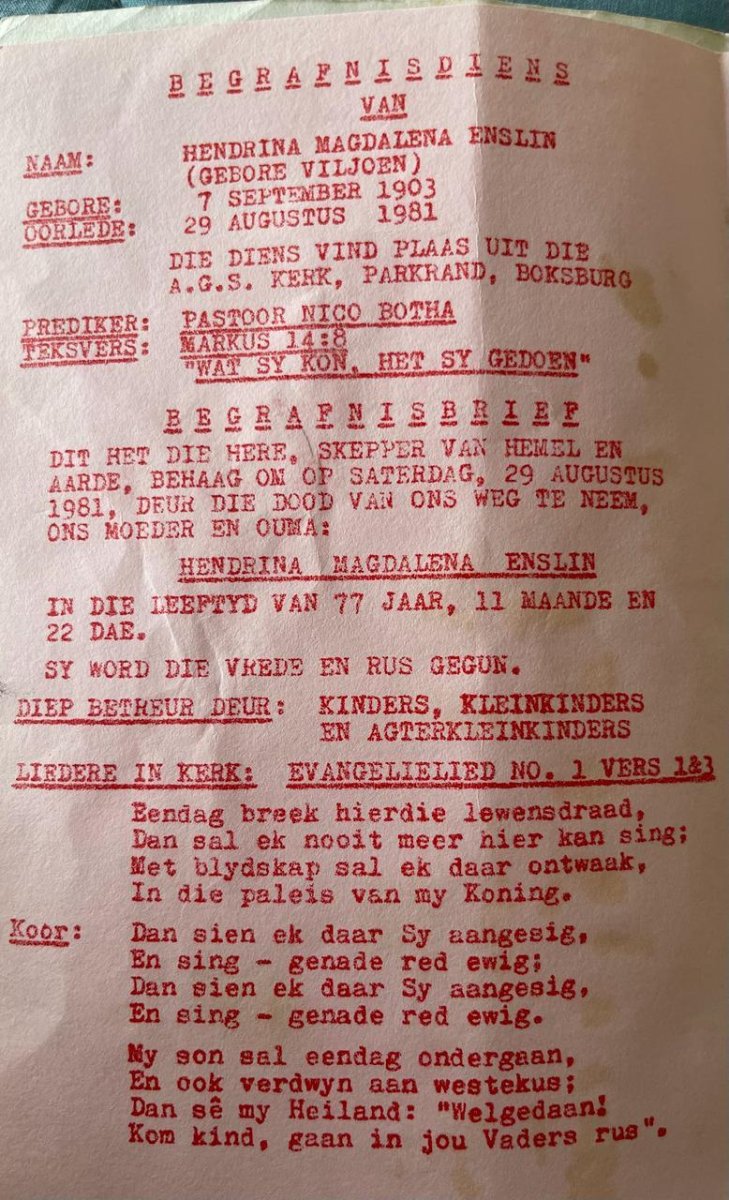 BEGRAFNISDIENS
VAN
NAAM: HENDRINA MAGDALENA ENSLIN
(GEBORE VILJOEN)
GEBORE: 7 SEPTEMBER 1903
OORLEDE: 29 AUGUSTUS 1981
DIE DIENS VIND PLAAS UIT DIE
A.G.S. KERK, PARKRAND, BOKSBURG
PREDIKER: PASTOOR NICO BOTHA
TEKSVERS: MARKUS 14:8
"WAT SY KON, HET SY GEDOEN"
BEGRAFNISBRIEF
DIT HET DIE HERE, SKEPPER VAN HEMEL EN
AARDE, BEHAAG OM OP SATERDAG, 29 AUGUSTUS
1981, DEUR DIE DOOD VAN ONS WEG TE NEEM,
ONS MOEDER EN OUMA:
HENDRINA MAGDALENA ENSLIN
IN DIE LEEFTYD VAN 77 JAAR, 11 MAANDE EN
22 DAE.
SY WORD DIE VREDE EN RUS GEGUN.
DIEP BETREUR DEUR: KINDERS, KLEINKINDERS
EN AGTERKLEINKINDERS
LIEDERE IN KERK: EVANGELIELIED NO. 1 VERS 1&3
Eendag breek hierdie lewensdraad,
Dan sal ek nooit meer hier kan sing;
Met blydskap sal ek daar ontwaak,
In die paleis van my Koning.
Koor: Dan sien ek daar Sy aangesig,
En sing - genade red ewig;
Dan sien ek daar Sy aangesig,
En sing - genade red ewig.
My son sal eendag ondergaan,
En ook verdwyn aan westekus;
Dan sê my Heiland: "Welgedaan!
Kom kind, gaan in jou Vaders rus".